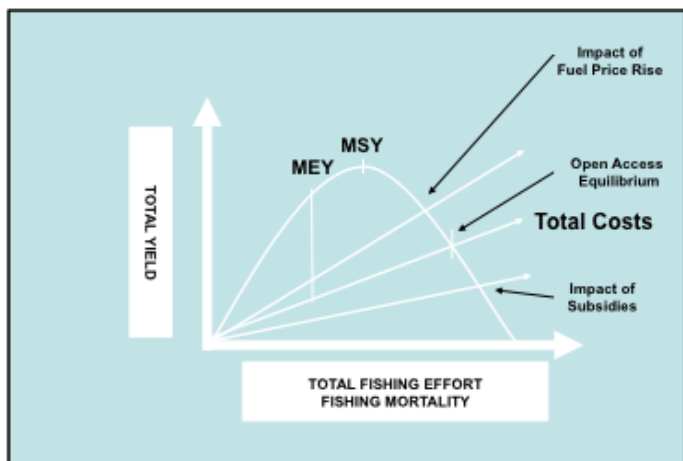 Impact of
Fuel Price Rise
MSY
MEY
Open Access
Equilibrium
Total Costs
TOTAL YIELD
Impact of
Subsidies
TOTAL FISHING EFFORT
FISHING MORTALITY